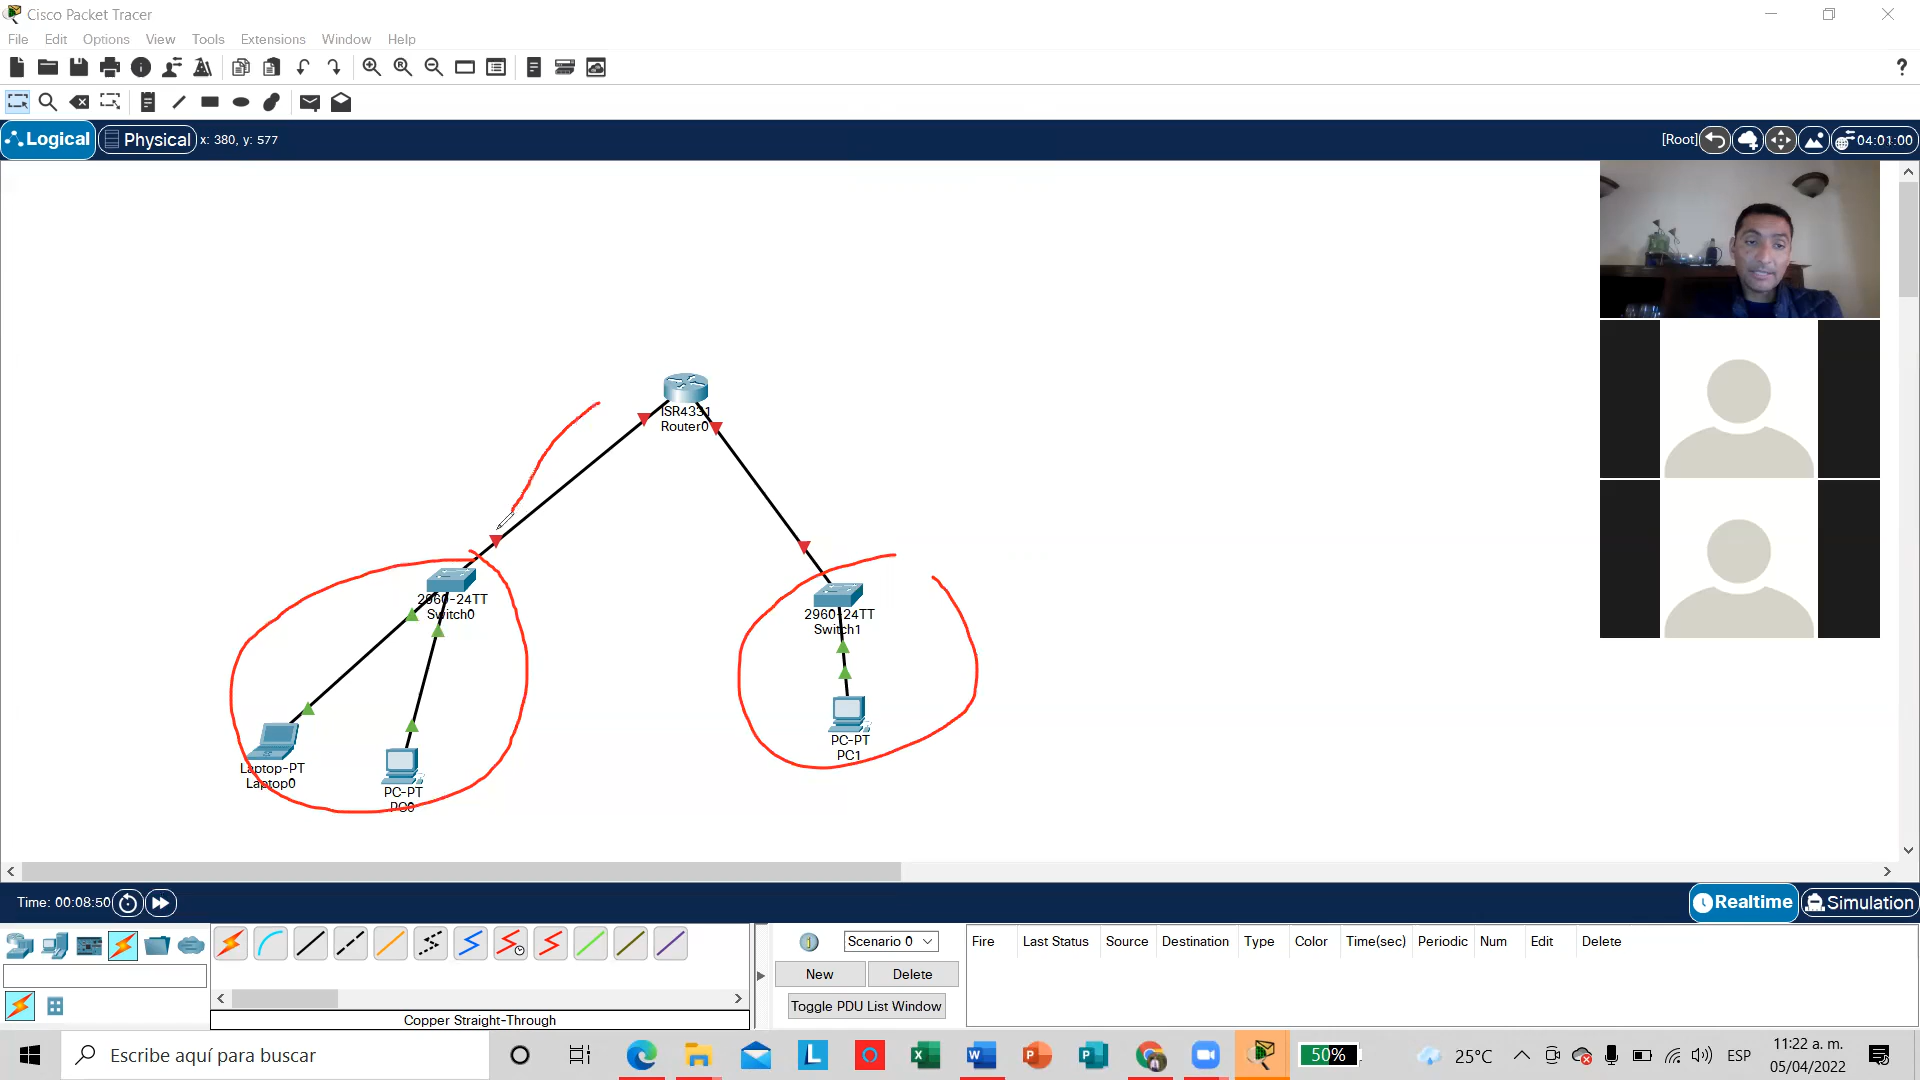 Cisco Packet Tracer
File Edit Options View Tools Extensions Window Help
?
Logical Physical x: 380, y: 577 [Root] 04:01:00
ISR4331
Router0
2960-24TT
Switch0
2960-24TT
Switch1
Laptop-PT
Laptop0
PC-PT
PC0
PC-PT
PC1
Time: 00:08:50 Realtime Simulation
Scenario 0
New Delete
Toggle PDU List Window
Fire Last Status Source Destination Type Color Time(sec) Periodic Num Edit Delete
Copper Straight-Through
Escribe aquí para buscar
50% 25°C ESP
11:22 a. m.
05/04/2022